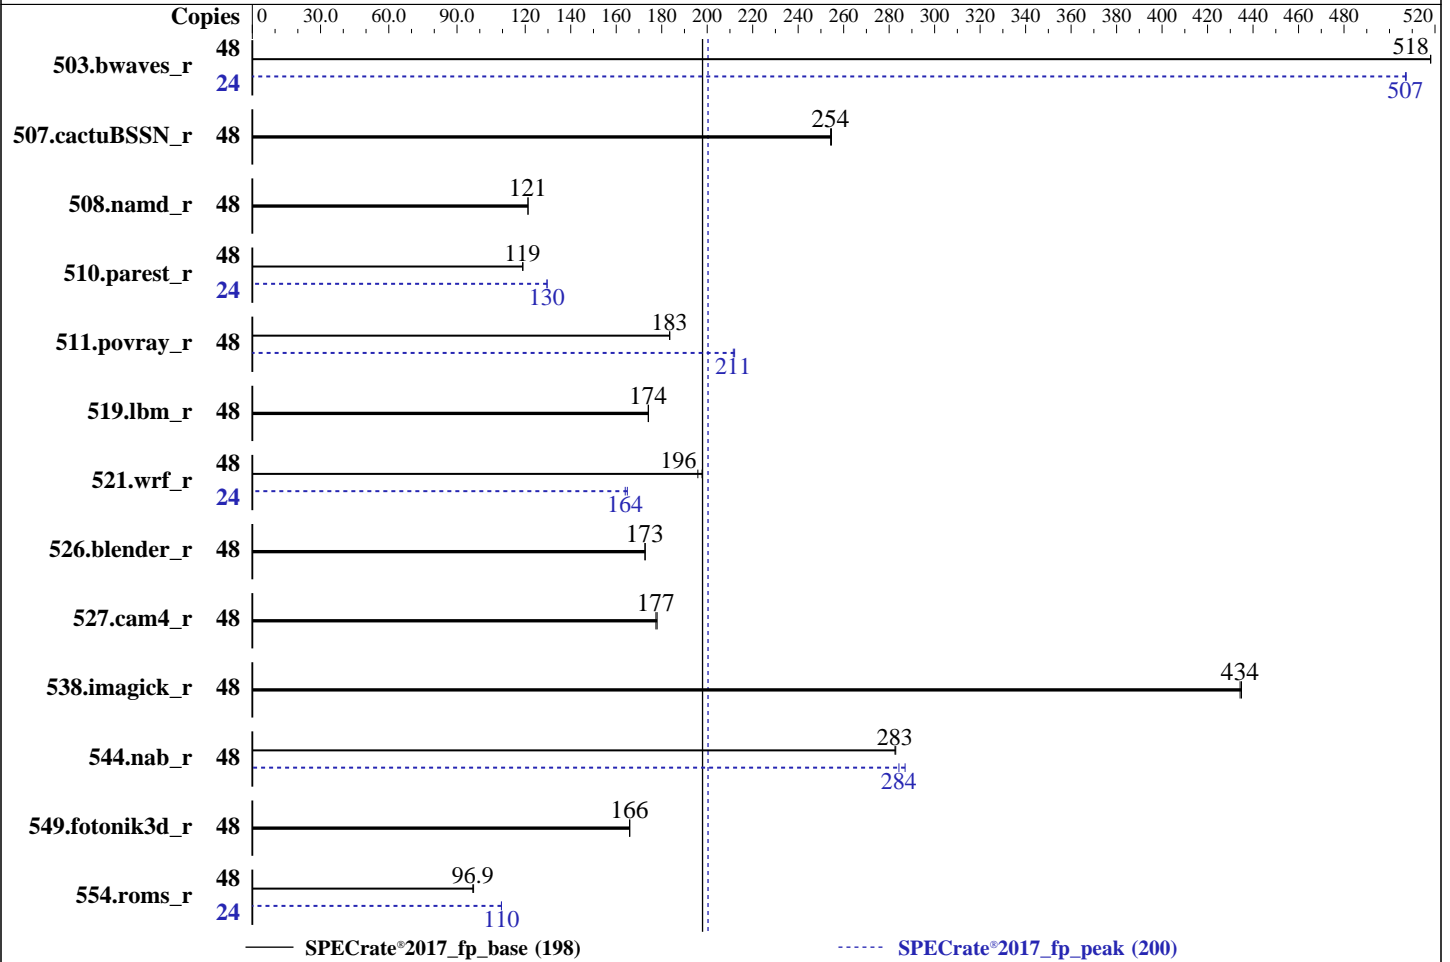 Copies 0 30.0 60.0 90.0 120 140 160 180 200 220 240 260 280 300 320 340 360 380 400 420 440 460 480 520
503.bwaves_r 48 518
24 507
507.cactuBSSN_r 48 254
508.namd_r 48 121
510.parest_r 48 119
24 130
511.povray_r 48 183
211
519.lbm_r 48 174
521.wrf_r 48 196
24 164
526.blender_r 48 173
527.cam4_r 48 177
538.imagick_r 48 434
544.nab_r 48 283
284
549.fotonik3d_r 48 166
554.roms_r 48 96.9
24 110
SPECrate®2017_fp_base (198) SPECrate®2017_fp_peak (200)